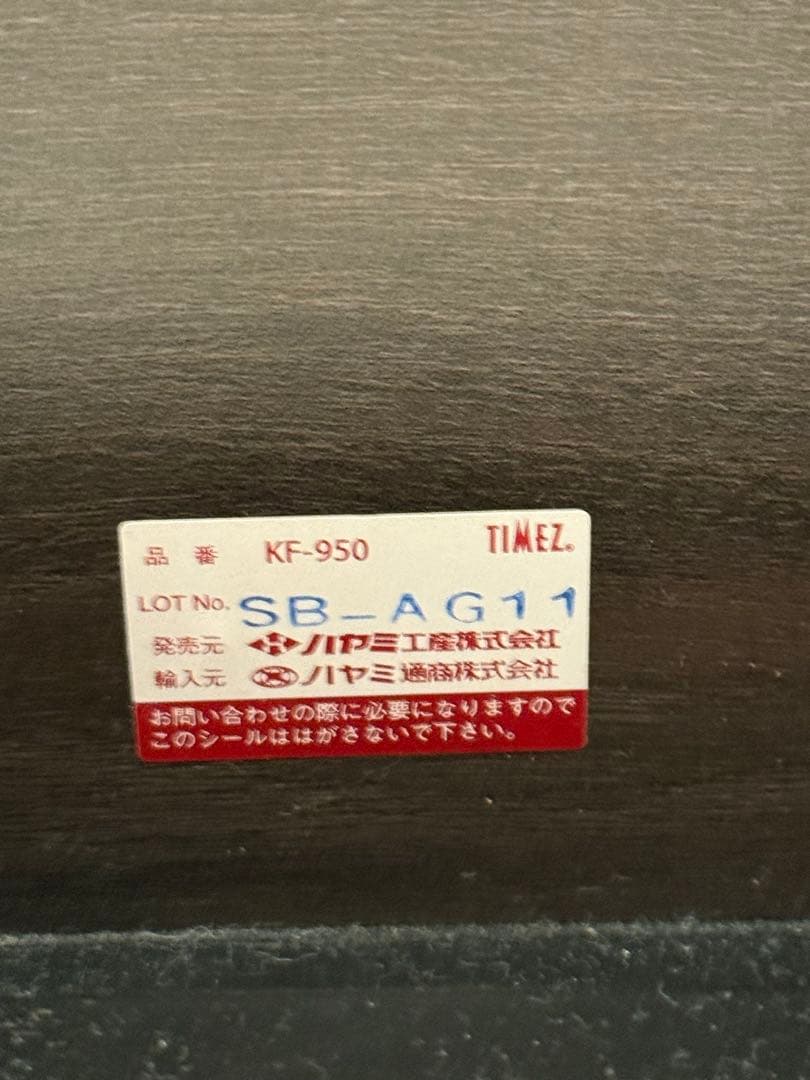 品番 KF-950 TIMEZ®
LOT No. SB-AG11
発売元 ハヤミ工産株式会社
輸入元 ハヤミ通商株式会社
お問い合わせの際に必要になりますので
このシールははがさないで下さい。